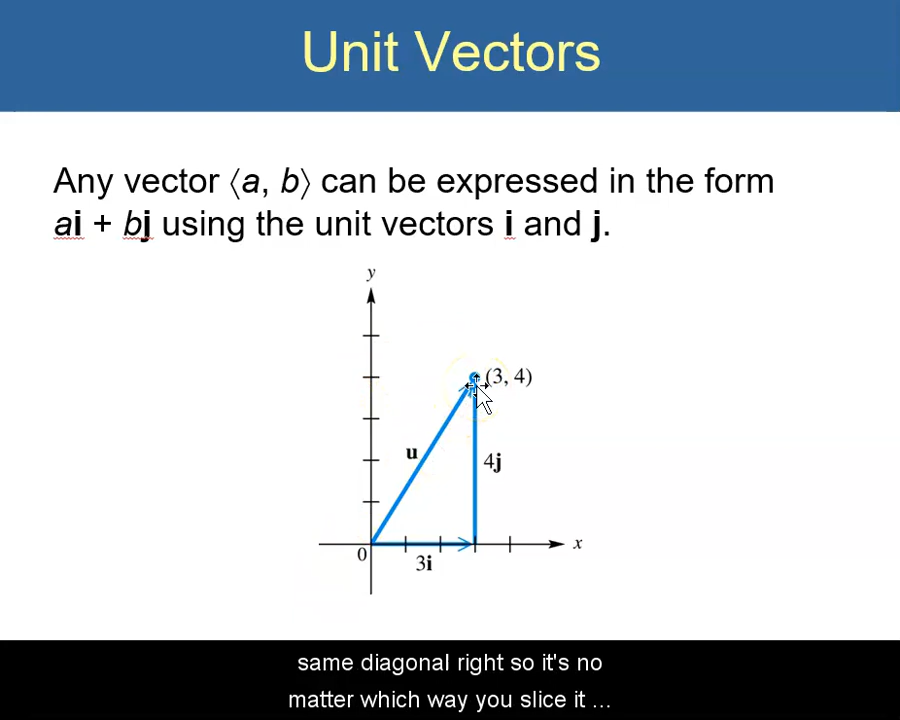 Unit Vectors
Any vector ⟨a, b⟩ can be expressed in the form
ai + bj using the unit vectors i and j.
y
(3, 4)
u
4j
0
3i
x
same diagonal right so it's no
matter which way you slice it ...